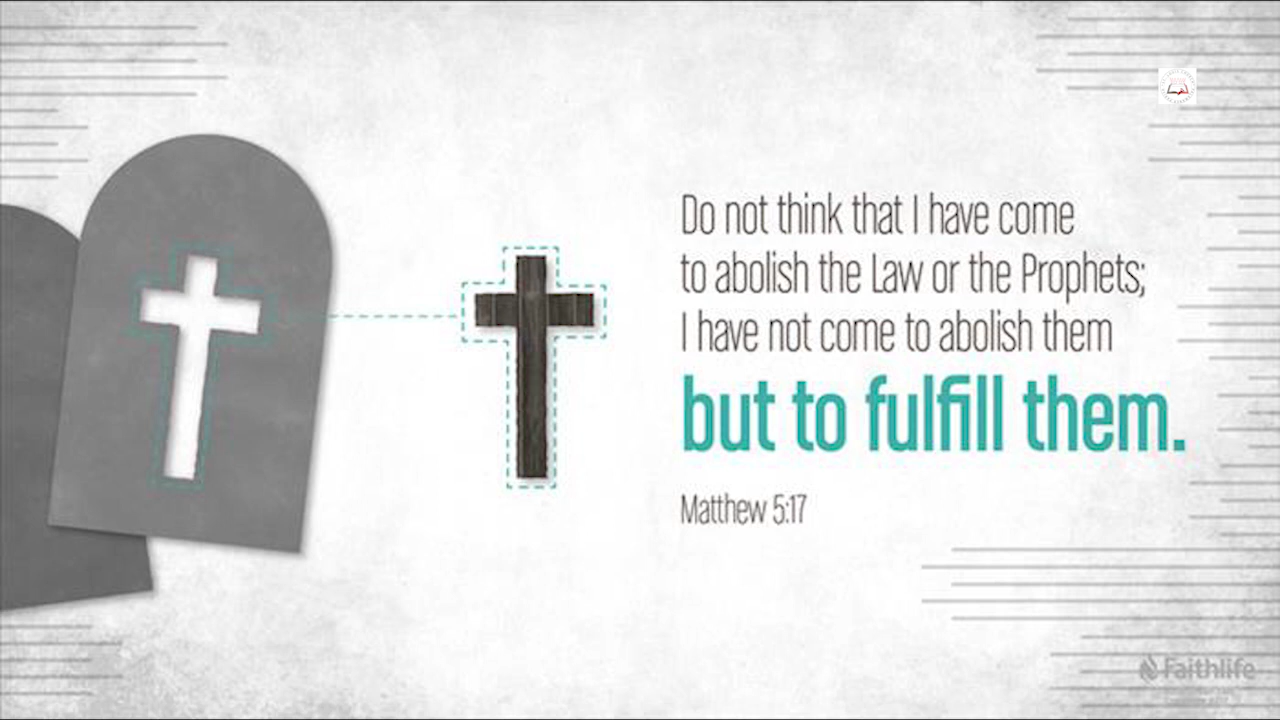 Do not think that I have come
to abolish the Law or the Prophets;
I have not come to abolish them
but to fulfill them.
Matthew 5:17
Faithlife